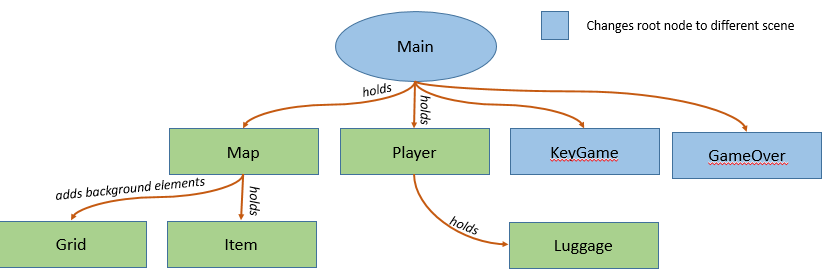 Main
Changes root node to different scene
holds
holds
Map
Player
KeyGame
GameOver
adds background elements
holds
holds
Grid
Item
Luggage